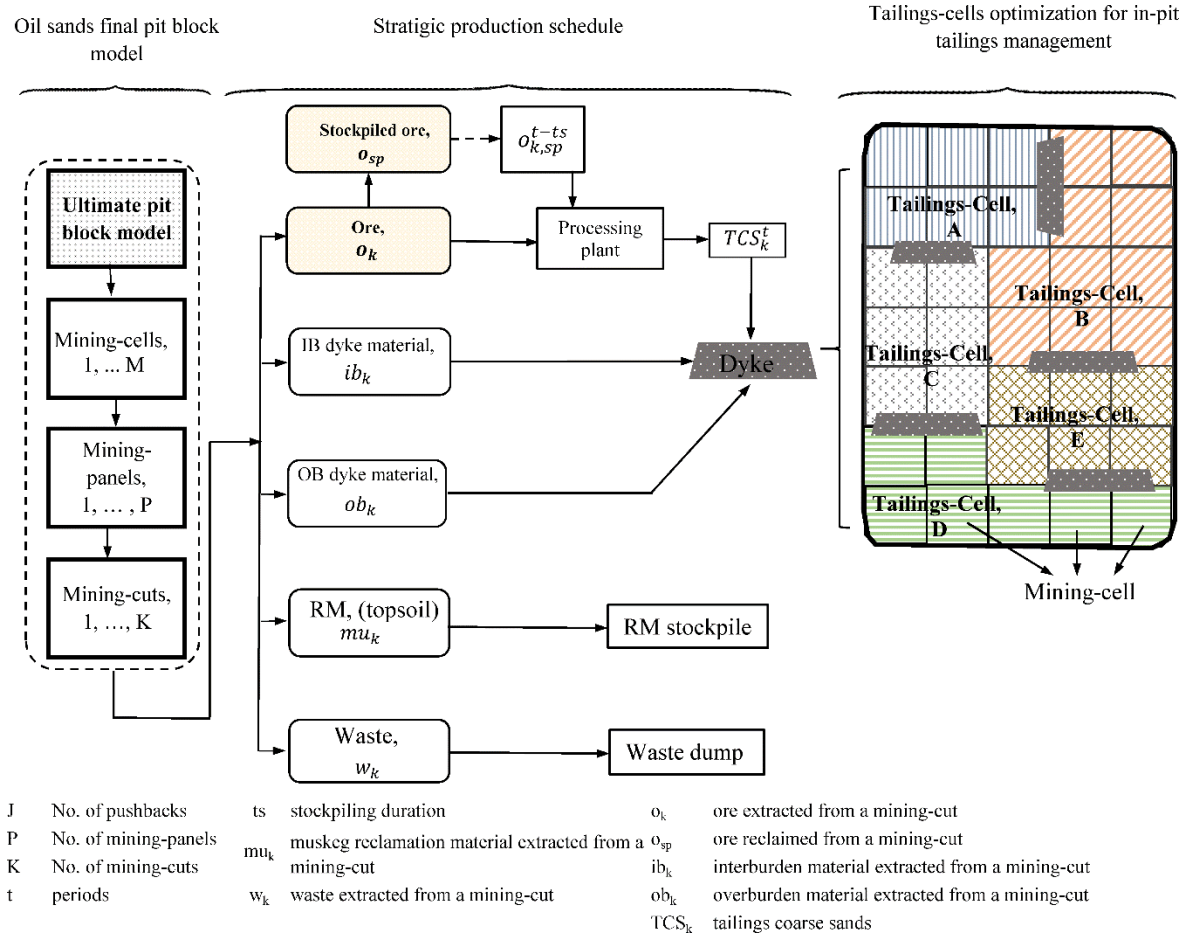 Oil sands final pit block
model
Stratigic production schedule
Tailings-cells optimization for in-pit
tailings management
Ultimate pit
block model
Mining-cells,
1, ... M
Mining-
panels,
1, ... , P
Mining-cuts,
1, ..., K
Stockpiled ore,
o_sp
o_{k,sp}^{t−ts}
Ore,
o_k
Processing
plant
TCS_k^t
IB dyke material,
ib_k
Dyke
OB dyke material,
ob_k
RM, (topsoil)
mu_k
RM stockpile
Waste,
w_k
Waste dump
Tailings-Cell,
A
Tailings-Cell,
B
Tailings-Cell,
C
Tailings-Cell,
E
Tailings-Cell,
D
Mining-cell
J No. of pushbacks
P No. of mining-panels
K No. of mining-cuts
t periods
ts stockpiling duration
mu_k muskeg reclamation material extracted from a
mining-cut
w_k waste extracted from a mining-cut
o_k ore extracted from a mining-cut
o_sp ore reclaimed from a mining-cut
ib_k interburden material extracted from a mining-cut
ob_k overburden material extracted from a mining-cut
TCS_k tailings coarse sands